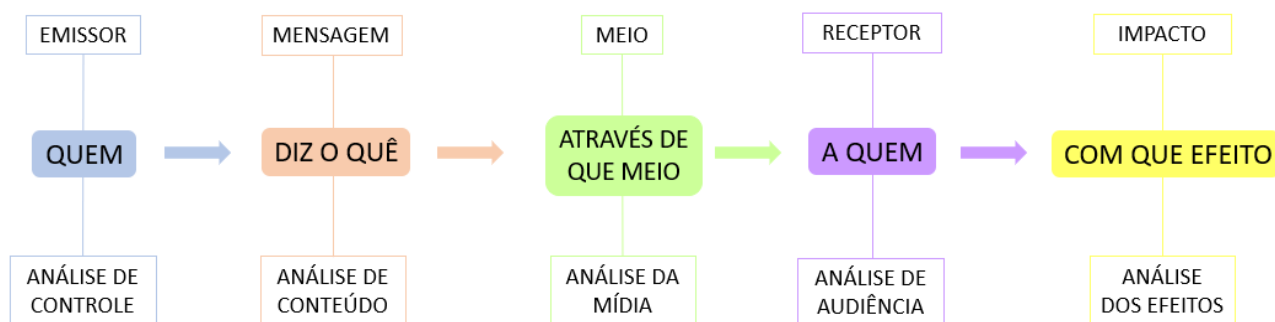 EMISSOR
MENSAGEM
MEIO
RECEPTOR
IMPACTO
QUEM
DIZ O QUÊ
ATRAVÉS DE
QUE MEIO
A QUEM
COM QUE EFEITO
ANÁLISE DE
CONTROLE
ANÁLISE DE
CONTEÚDO
ANÁLISE DA
MÍDIA
ANÁLISE DE
AUDIÊNCIA
ANÁLISE
DOS EFEITOS